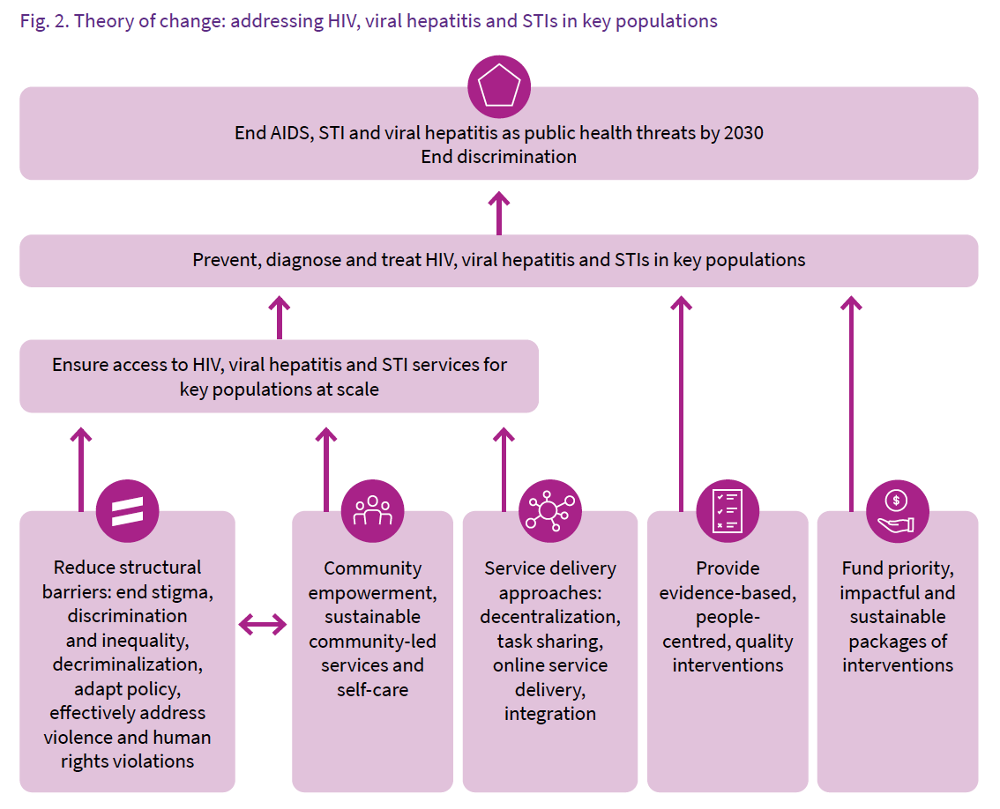 Fig. 2. Theory of change: addressing HIV, viral hepatitis and STIs in key populations
End AIDS, STI and viral hepatitis as public health threats by 2030
End discrimination
Prevent, diagnose and treat HIV, viral hepatitis and STIs in key populations
Ensure access to HIV, viral hepatitis and STI services for
key populations at scale
Reduce structural
barriers: end stigma,
discrimination
and inequality,
decriminalization,
adapt policy,
effectively address
violence and human
rights violations
Community
empowerment,
sustainable
community-led
services and
self-care
Service delivery
approaches:
decentralization,
task sharing,
online service
delivery,
integration
Provide
evidence-based,
people-
centred, quality
interventions
$
Fund priority,
impactful and
sustainable
packages of
interventions